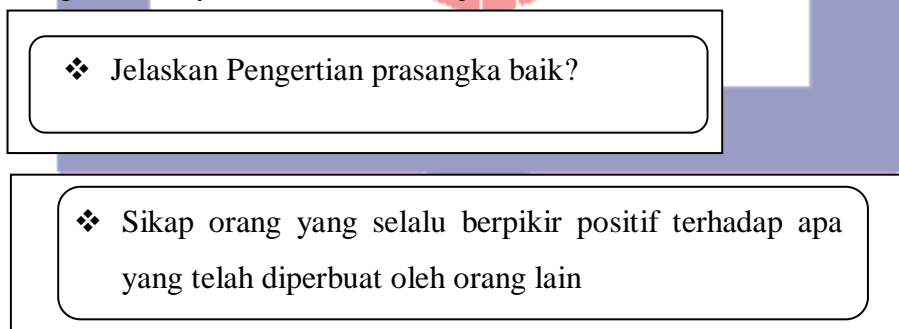 ❖ Jelaskan Pengertian prasangka baik?
❖ Sikap orang yang selalu berpikir positif terhadap apa
yang telah diperbuat oleh orang lain